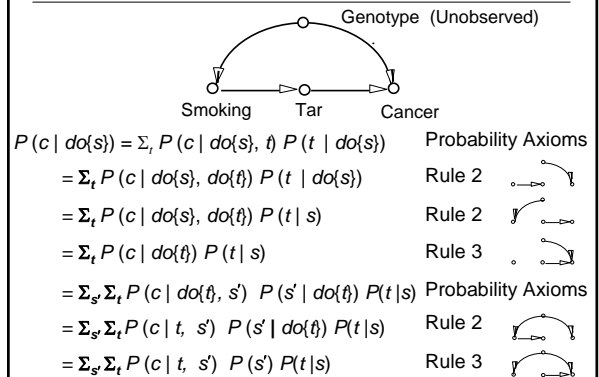 Genotype (Unobserved)
Smoking Tar Cancer
P (c | do{s}) = Σt P (c | do{s}, t) P (t | do{s}) Probability Axioms
= Σt P (c | do{s}, do{t}) P (t | do{s}) Rule 2
= Σt P (c | do{s}, do{t}) P (t | s) Rule 2
= Σt P (c | do{t}) P (t | s) Rule 3
= Σs′ Σt P (c | do{t}, s′) P (s′ | do{t}) P(t |s) Probability Axioms
= Σs′ Σt P (c | t, s′) P (s′ | do{t}) P(t |s) Rule 2
= Σs′ Σt P (c | t, s′) P (s′) P(t |s) Rule 3